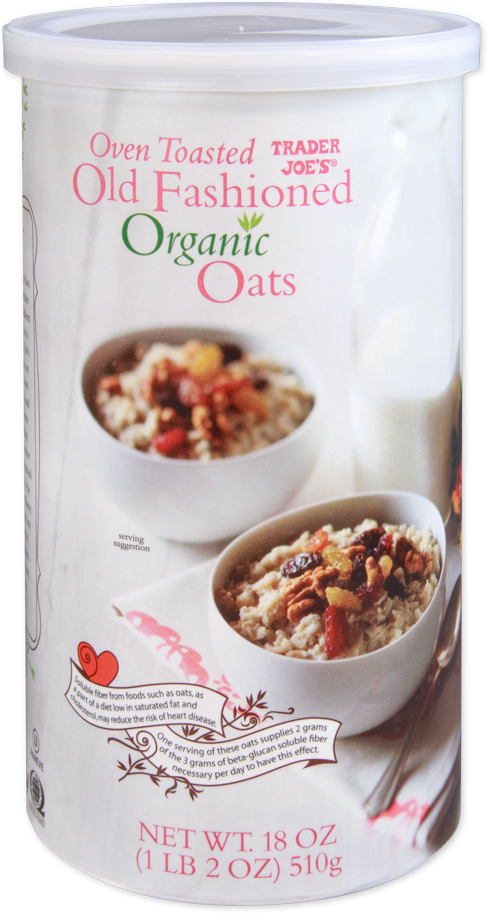 Oven Toasted TRADER
JOE'S®
Old Fashioned
Organic
Oats
serving
suggestion
Soluble fiber from foods such as oats, as
a part of a diet low in saturated fat and
cholesterol, may reduce the risk of heart disease.
One serving of these oats supplies 2 grams
of the 3 grams of beta-glucan soluble fiber
necessary per day to have this effect.
NET WT. 18 OZ
(1 LB 2 OZ) 510g